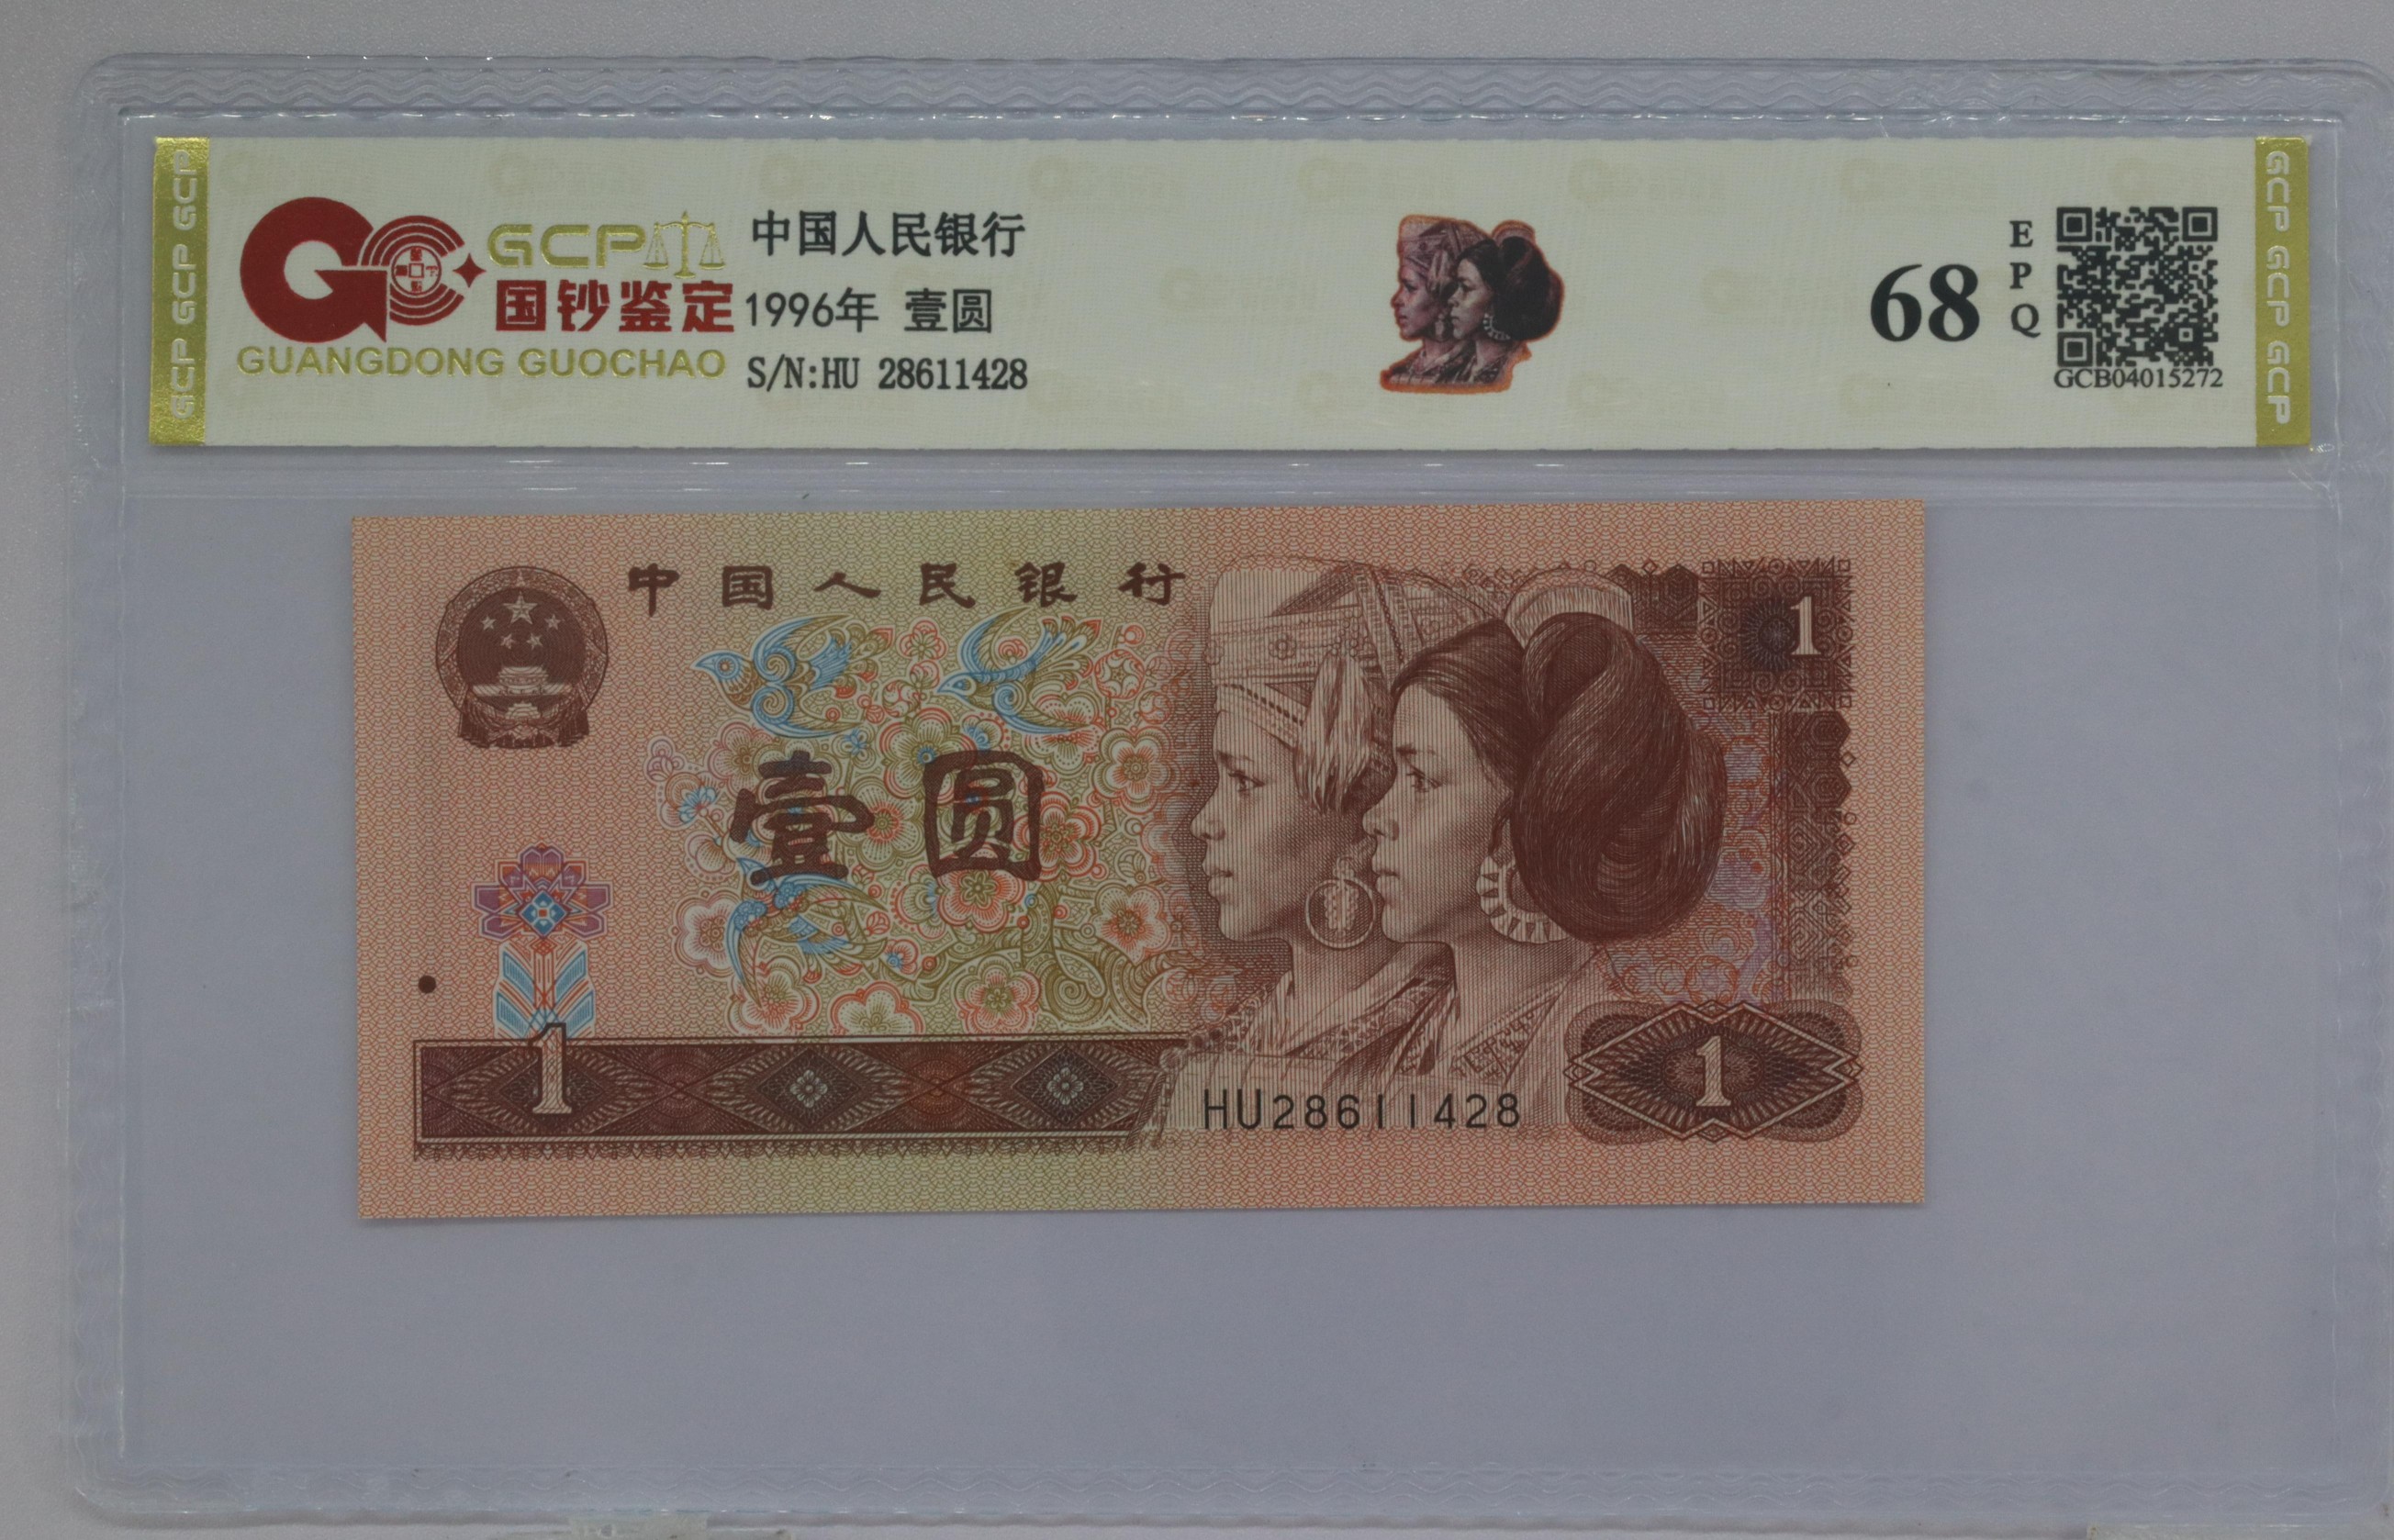 GCP GCP GCP
GCP
国钞鉴定
GUANGDONG GUOCHAO
中国人民银行
1996年 壹圆
S/N:HU 28611428
68
E
P
Q
GCB04015272
GCP GCP GCP
中国人民银行
1
壹圆
1
HU28611428
1